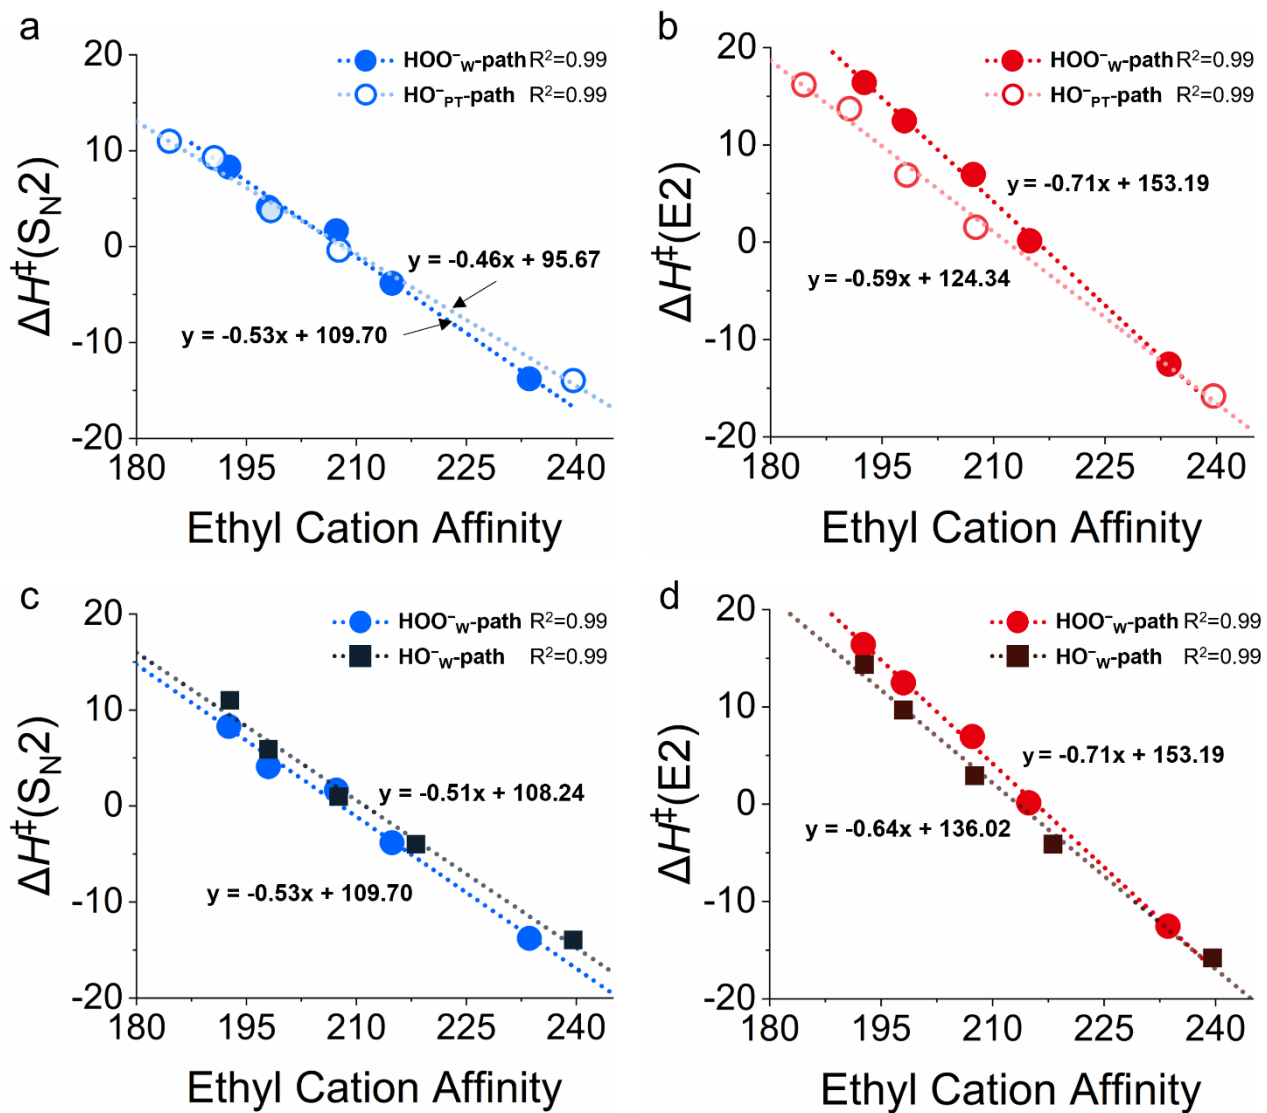 a
HOO⁻w-path R²=0.99
HO⁻PT-path R²=0.99
20
10
0
-10
-20
ΔH‡(SN2)
y = -0.46x + 95.67
y = -0.53x + 109.70
180 195 210 225 240
Ethyl Cation Affinity
b
HOO⁻w-path R²=0.99
HO⁻PT-path R²=0.99
20
10
0
-10
-20
ΔH‡(E2)
y = -0.71x + 153.19
y = -0.59x + 124.34
180 195 210 225 240
Ethyl Cation Affinity
c
HOO⁻w-path R²=0.99
HO⁻w-path R²=0.99
20
10
0
-10
-20
ΔH‡(SN2)
y = -0.51x + 108.24
y = -0.53x + 109.70
180 195 210 225 240
Ethyl Cation Affinity
d
HOO⁻w-path R²=0.99
HO⁻w-path R²=0.99
20
10
0
-10
-20
ΔH‡(E2)
y = -0.71x + 153.19
y = -0.64x + 136.02
180 195 210 225 240
Ethyl Cation Affinity